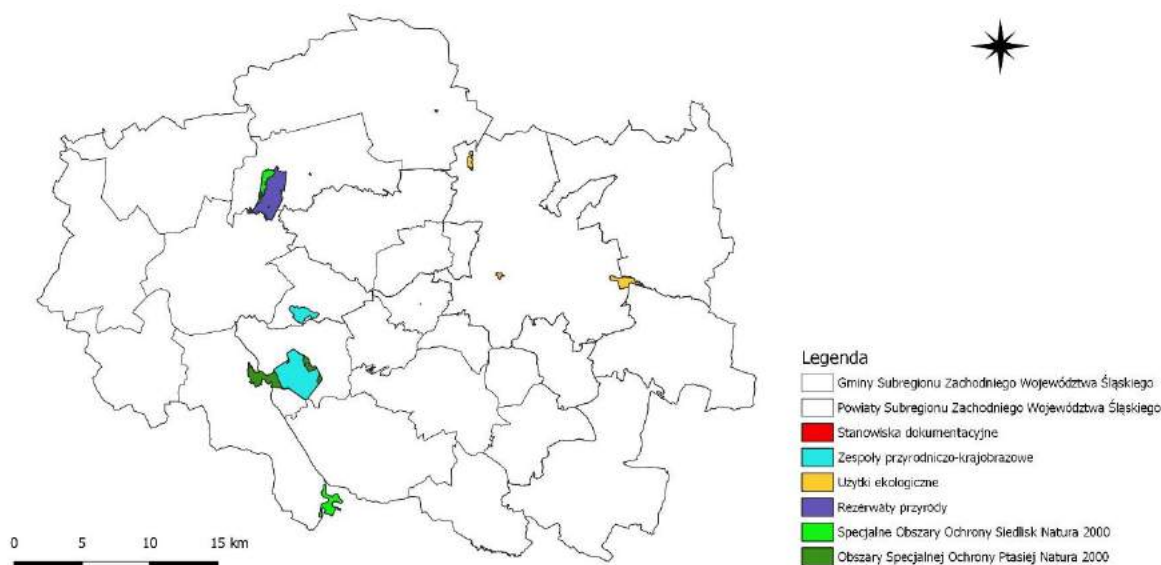 Legenda
Gminy Subregionu Zachodniego Województwa Śląskiego
Powiaty Subregionu Zachodniego Województwa Śląskiego
Stanowiska dokumentacyjne
Zespoły przyrodniczo-krajobrazowe
Użytki ekologiczne
Rezerwaty przyrody
Specjalne Obszary Ochrony Siedlisk Natura 2000
Obszary Specjalnej Ochrony Ptasiej Natura 2000
0 5 10 15 km